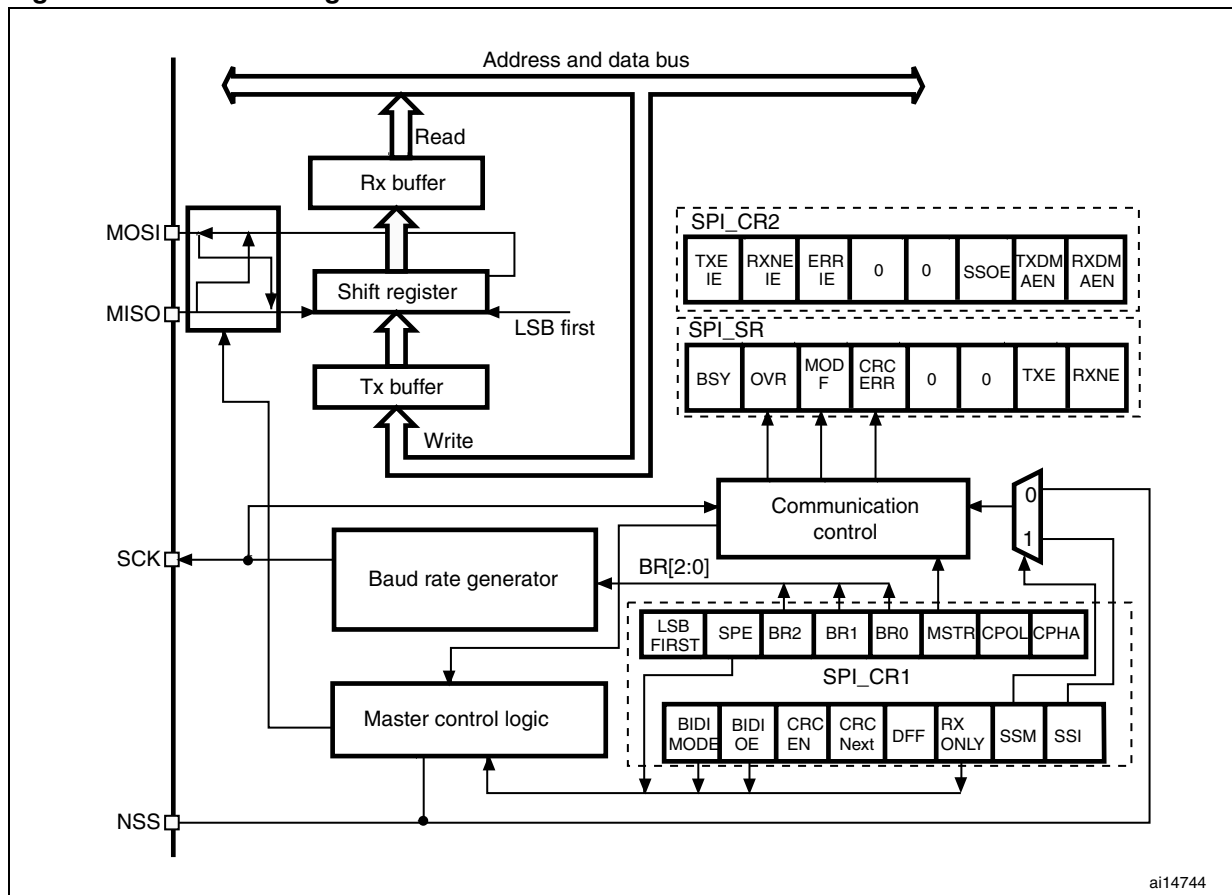 Address and data bus
Read
Rx buffer
MOSI
SPI_CR2
TXE IE
RXNE IE
ERR IE
0
0
SSOE
TXDM AEN
RXDM AEN
Shift register
MISO
LSB first
SPI_SR
BSY
OVR
MOD F
CRC ERR
0
0
TXE
RXNE
Tx buffer
Write
Communication control
0
1
SCK
Baud rate generator
BR[2:0]
LSB FIRST
SPE
BR2
BR1
BR0
MSTR
CPOL
CPHA
SPI_CR1
Master control logic
BIDI MODE
BIDI OE
CRC EN
CRC Next
DFF
RX ONLY
SSM
SSI
NSS
ai14744